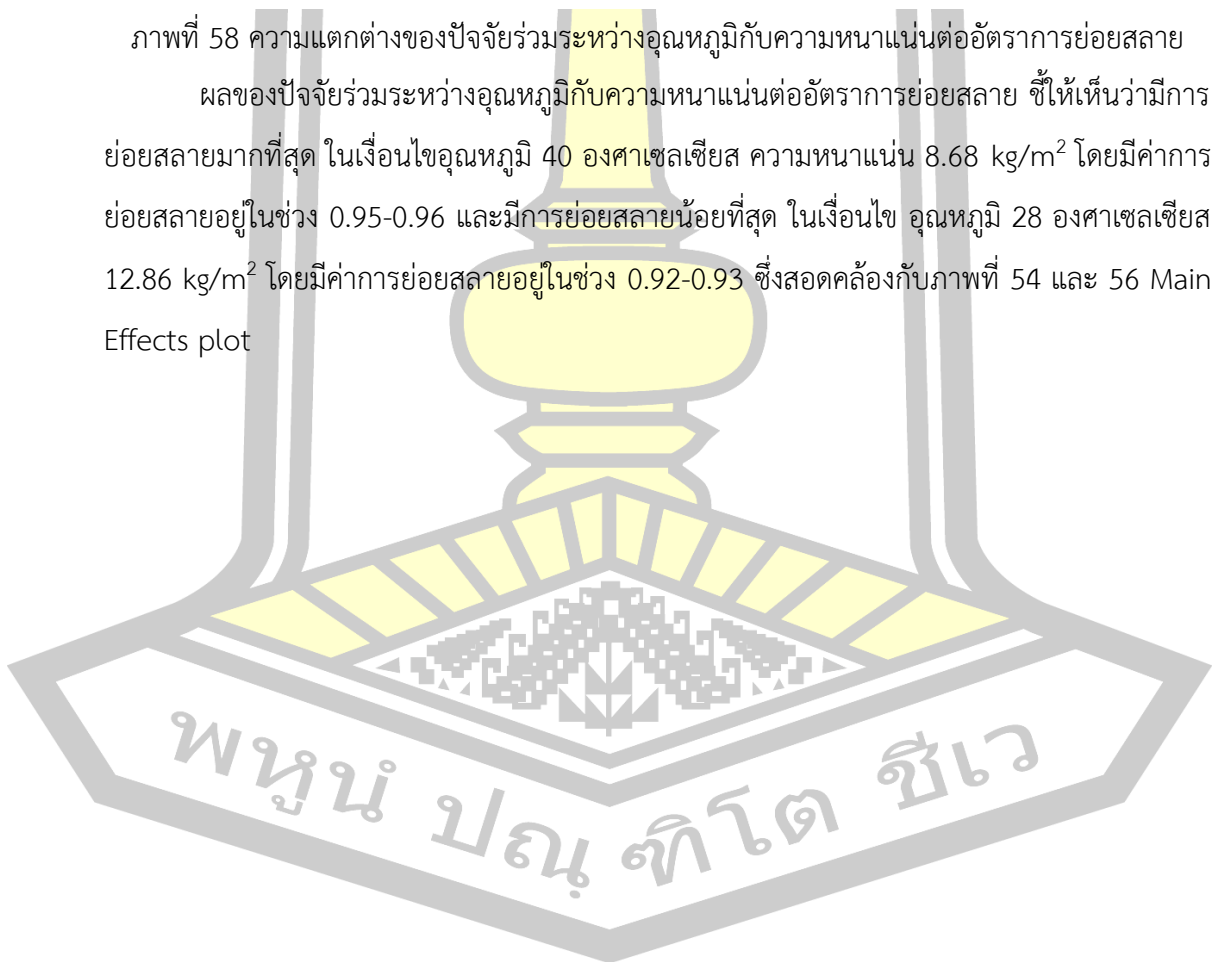 ภาพที่ 58 ความแตกต่างของปัจจัยร่วมระหว่างอุณหภูมิกับความหนาแน่นต่ออัตราการย่อยสลาย
ผลของปัจจัยร่วมระหว่างอุณหภูมิกับความหนาแน่นต่ออัตราการย่อยสลาย ชี้ให้เห็นว่ามีการ
ย่อยสลายมากที่สุด ในเงื่อนไขอุณหภูมิ 40 องศาเซลเซียส ความหนาแน่น 8.68 kg/m² โดยมีค่าการ
ย่อยสลายอยู่ในช่วง 0.95-0.96 และมีการย่อยสลายน้อยที่สุด ในเงื่อนไข อุณหภูมิ 28 องศาเซลเซียส
12.86 kg/m² โดยมีค่าการย่อยสลายอยู่ในช่วง 0.92-0.93 ซึ่งสอดคล้องกับภาพที่ 54 และ 56 Main
Effects plot
พหูนํ ปณฺฑิโต ชีเว